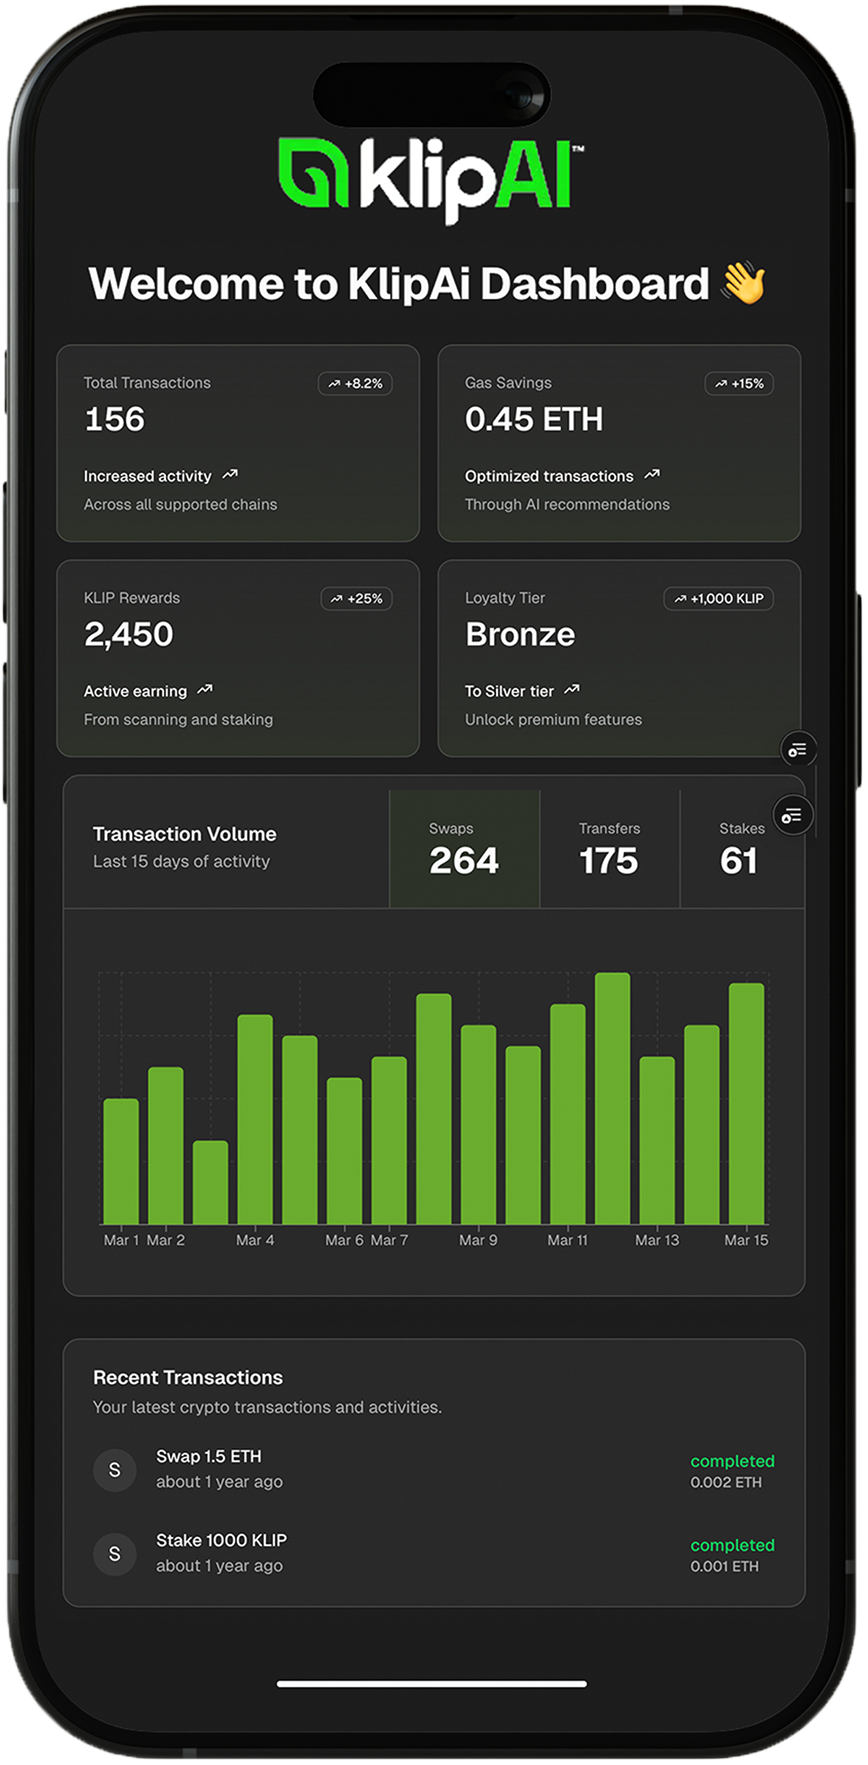 klipAI™
Welcome to KlipAi Dashboard 👋
Total Transactions
+8.2%
156
Increased activity
Across all supported chains
Gas Savings
+15%
0.45 ETH
Optimized transactions
Through AI recommendations
KLIP Rewards
+25%
2,450
Active earning
From scanning and staking
Loyalty Tier
+1,000 KLIP
Bronze
To Silver tier
Unlock premium features
Transaction Volume
Last 15 days of activity
Swaps
264
Transfers
175
Stakes
61
Mar 1 Mar 2 Mar 4 Mar 6 Mar 7 Mar 9 Mar 11 Mar 13 Mar 15
Recent Transactions
Your latest crypto transactions and activities.
S
Swap 1.5 ETH
about 1 year ago
completed
0.002 ETH
S
Stake 1000 KLIP
about 1 year ago
completed
0.001 ETH